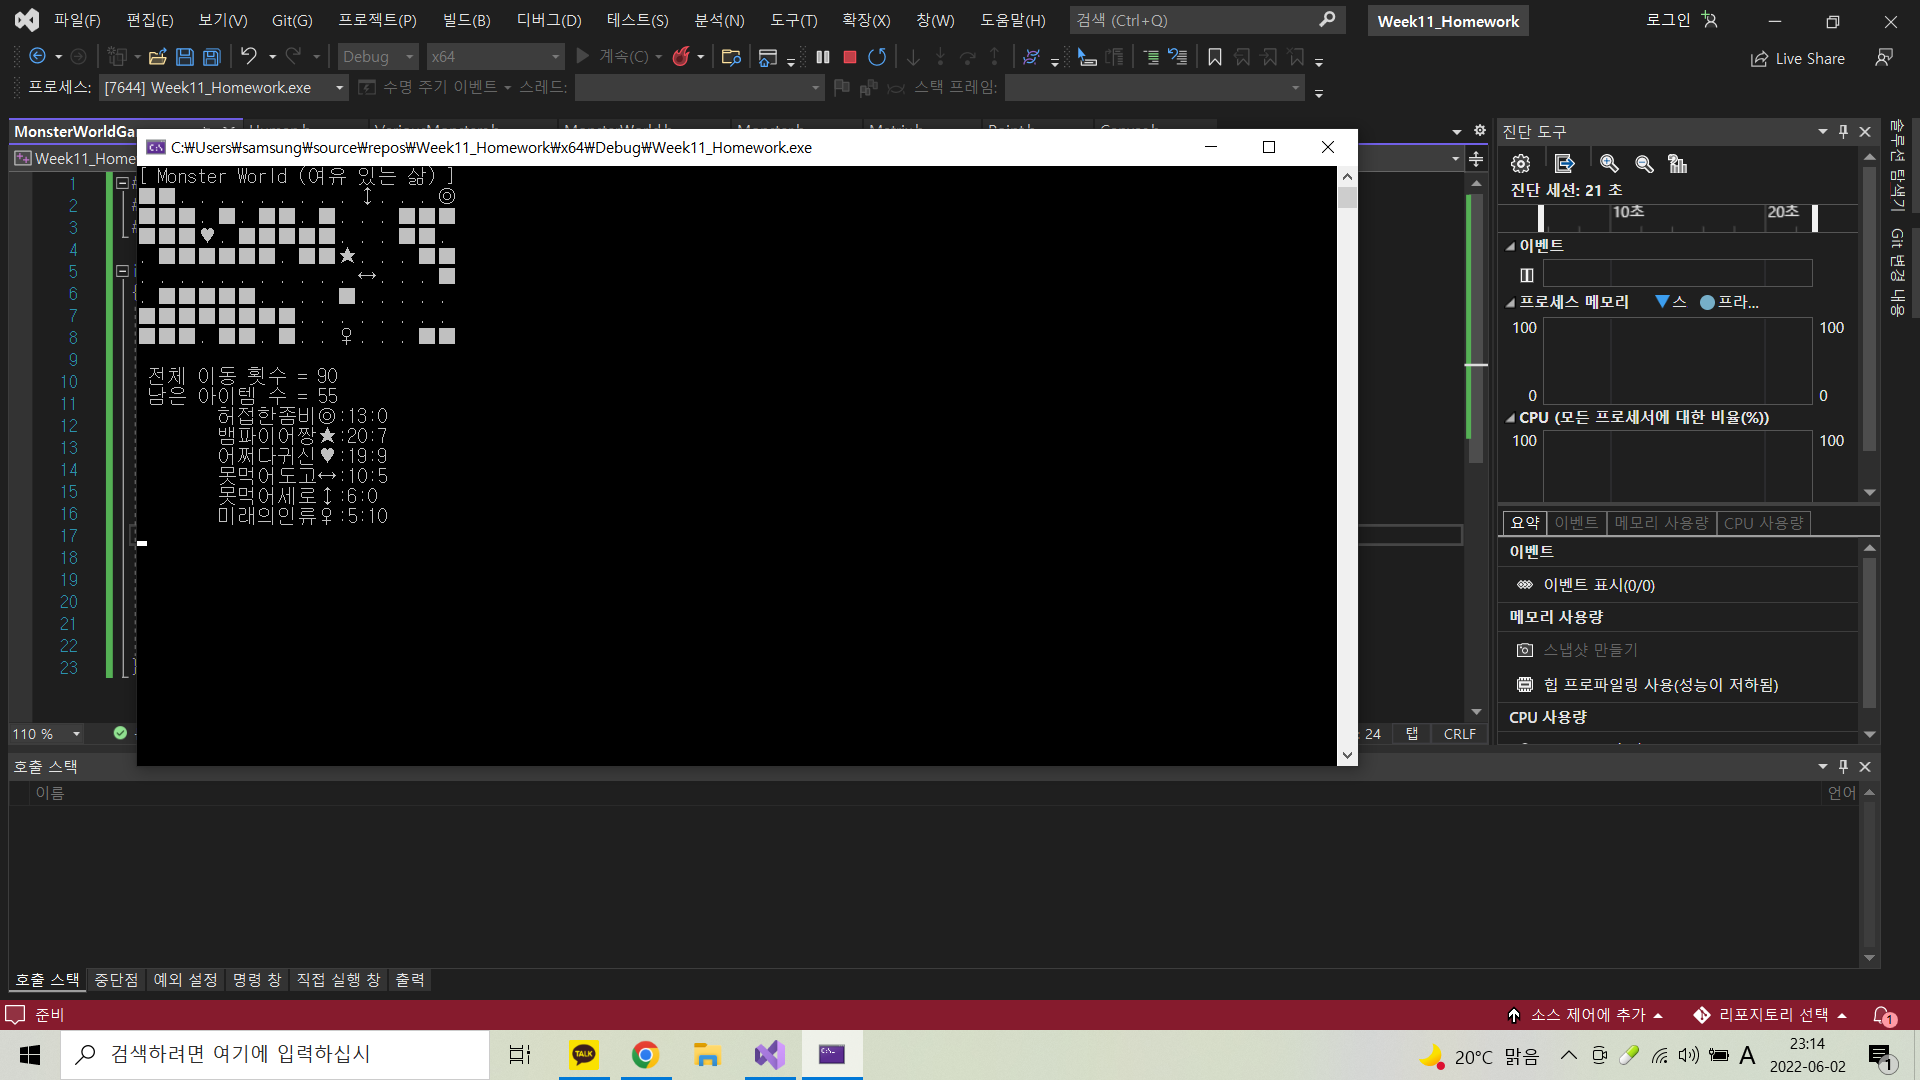 파일(F) 편집(E) 보기(V) Git(G) 프로젝트(P) 빌드(B) 디버그(D) 테스트(S) 분석(N) 도구(T) 확장(X) 창(W) 도움말(H) 검색 (Ctrl+Q) Week11_Homework 로그인
Debug x64 계속(C) Live Share
프로세스: [7644] Week11_Homework.exe 수명 주기 이벤트 스레드: 스택 프레임:
MonsterWorldGa
Week11_Home
C:₩Users₩samsung₩source₩repos₩Week11_Homework₩x64₩Debug₩Week11_Homework.exe
[ Monster World (여유 있는 삶) ]
■■.........↕...◎
■■■.■.■■.■...■■■
■■■♥.■■■■■...■■.
.■■■■■■.■■★...■■
...........↔...■
.■■■■■....■.....
■■■■■■■■........
■■■.■■.■..♀...■■
전체 이동 횟수 = 90
남은 아이템 수 = 55
허접한좀비◎:13:0
뱀파이어짱★:20:7
어쩌다귀신♥:19:9
못먹어도고↔:10:5
못먹어세로↕:6:0
미래의인류♀:5:10
1
2
3
4
5
6
7
8
9
10
11
12
13
14
15
16
17
18
19
20
21
22
23
110 %
: 24 탭 CRLF
진단 도구
진단 세션: 21 초
10초 20초
이벤트
프로세스 메모리 스 프라...
100 100
0 0
CPU (모든 프로세서에 대한 비율(%))
100 100
요약 이벤트 메모리 사용량 CPU 사용량
이벤트
이벤트 표시(0/0)
메모리 사용량
스냅샷 만들기
힙 프로파일링 사용(성능이 저하됨)
CPU 사용량
솔루션 탐색기
Git 변경 내용
호출 스택
이름 언어
호출 스택 중단점 예외 설정 명령 창 직접 실행 창 출력
준비 소스 제어에 추가 리포지토리 선택 1
검색하려면 여기에 입력하십시 TALK 20°C 맑음 A 23:14
2022-06-02 1